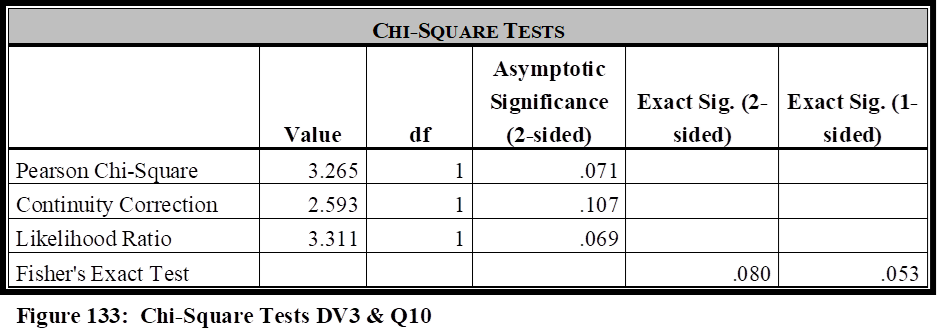 CHI-SQUARE TESTS
Value df Asymptotic Significance (2-sided) Exact Sig. (2-sided) Exact Sig. (1-sided)
Pearson Chi-Square 3.265 1 .071
Continuity Correction 2.593 1 .107
Likelihood Ratio 3.311 1 .069
Fisher's Exact Test .080 .053
Figure 133: Chi-Square Tests DV3 & Q10